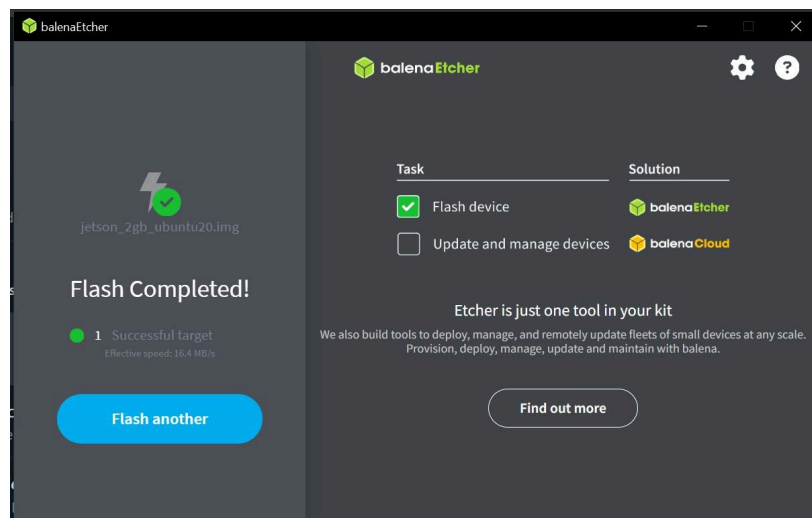 balenaEtcher
balenaEtcher
?
jetson_2gb_ubuntu20.img
Flash Completed!
1 Successful target
Effective speed: 16.4 MB/s
Flash another
Task
Solution
Flash device
balenaEtcher
Update and manage devices
balenaCloud
Etcher is just one tool in your kit
We also build tools to deploy, manage, and remotely update fleets of small devices at any scale.
Provision, deploy, manage, update and maintain with balena.
Find out more